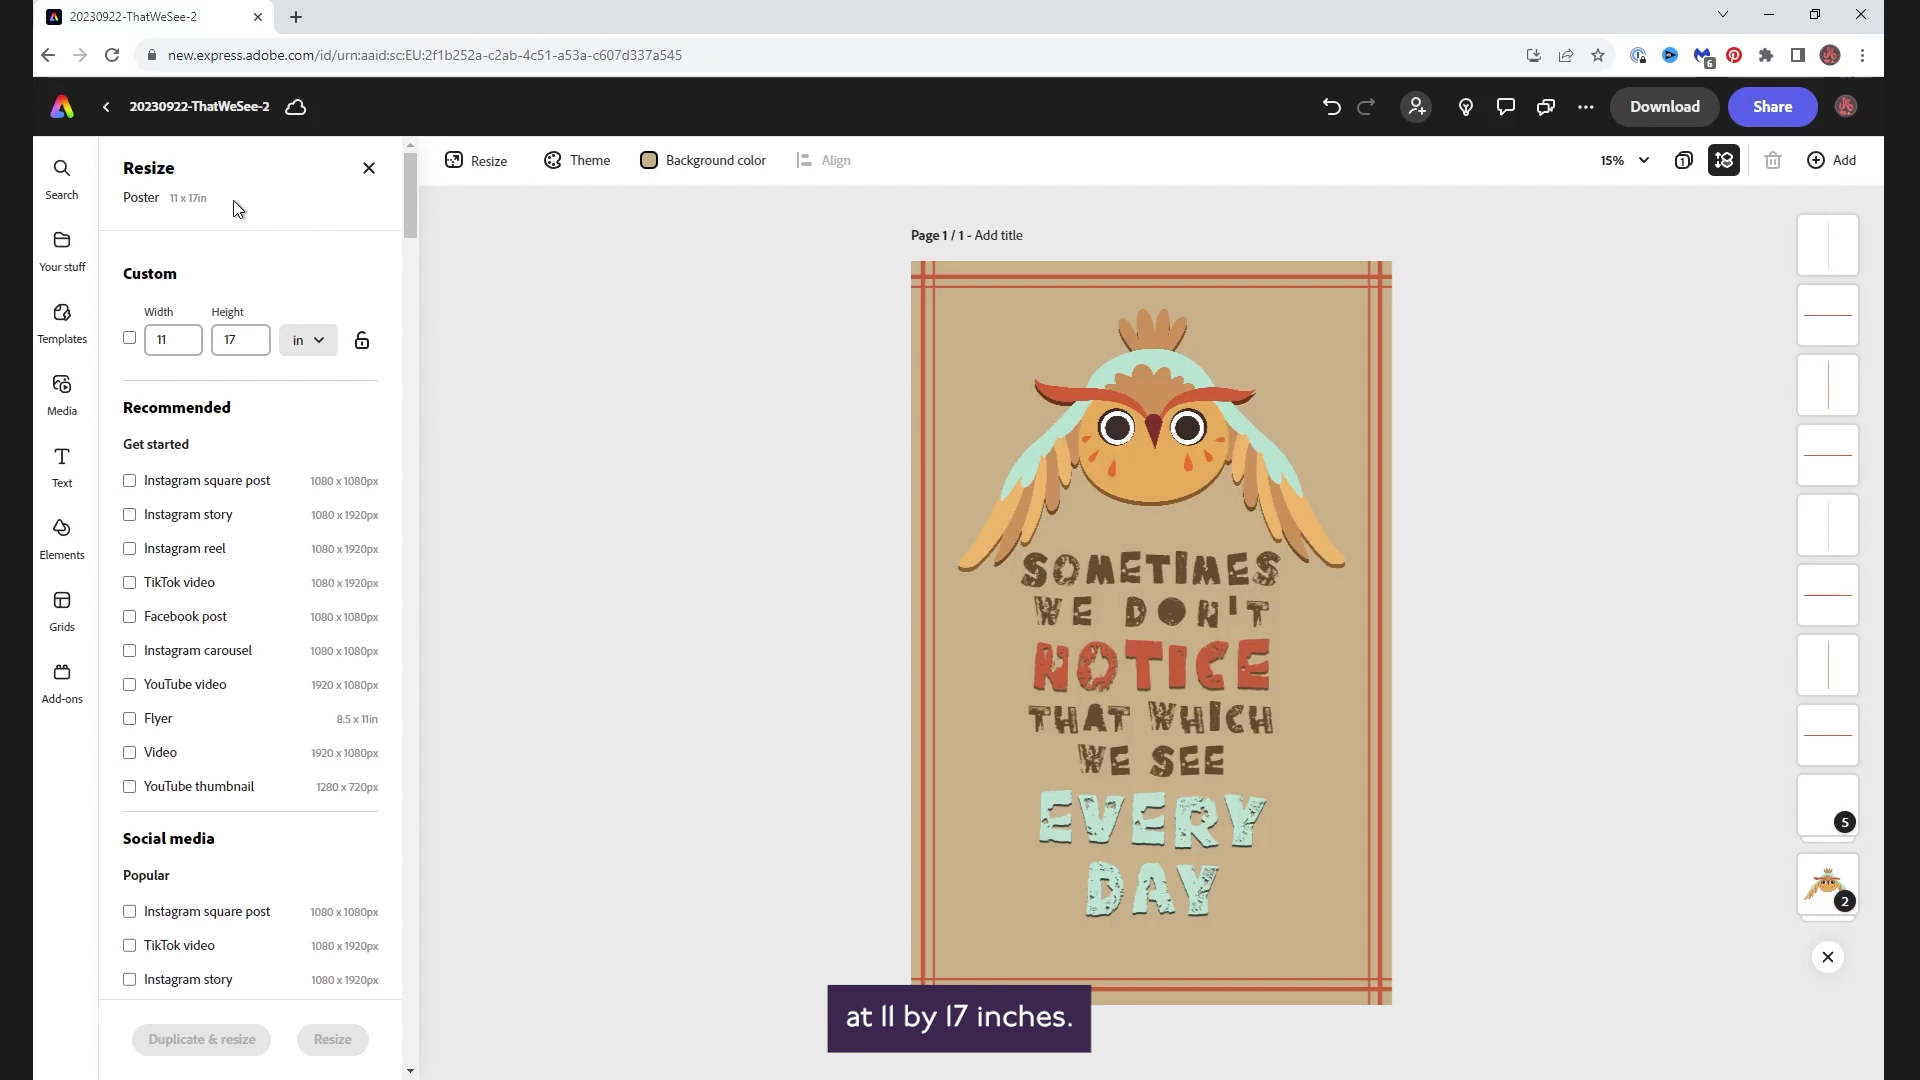 20230922-ThatWeSee-2
new.express.adobe.com/id/urn:aaid:sc:EU:2f1b252a-c2ab-4c51-a53a-c607d337a545
6
20230922-ThatWeSee-2
Download
Share
Search
Your stuff
Templates
Media
Text
Elements
Grids
Add-ons
Resize
Poster 11 x 17in
Custom
Width Height
11 17 in
Recommended
Get started
Instagram square post 1080 x 1080px
Instagram story 1080 x 1920px
Instagram reel 1080 x 1920px
TikTok video 1080 x 1920px
Facebook post 1080 x 1080px
Instagram carousel 1080 x 1080px
YouTube video 1920 x 1080px
Flyer 8.5 x 11in
Video 1920 x 1080px
YouTube thumbnail 1280 x 720px
Social media
Popular
Instagram square post 1080 x 1080px
TikTok video 1080 x 1920px
Instagram story 1080 x 1920px
Duplicate & resize Resize
Resize Theme Background color Align
15% 1 Add
Page 1 / 1 - Add title
SOMETIMES
WE DON'T
NOTICE
THAT WHICH
WE SEE
EVERY
DAY
at 11 by 17 inches.
5
2